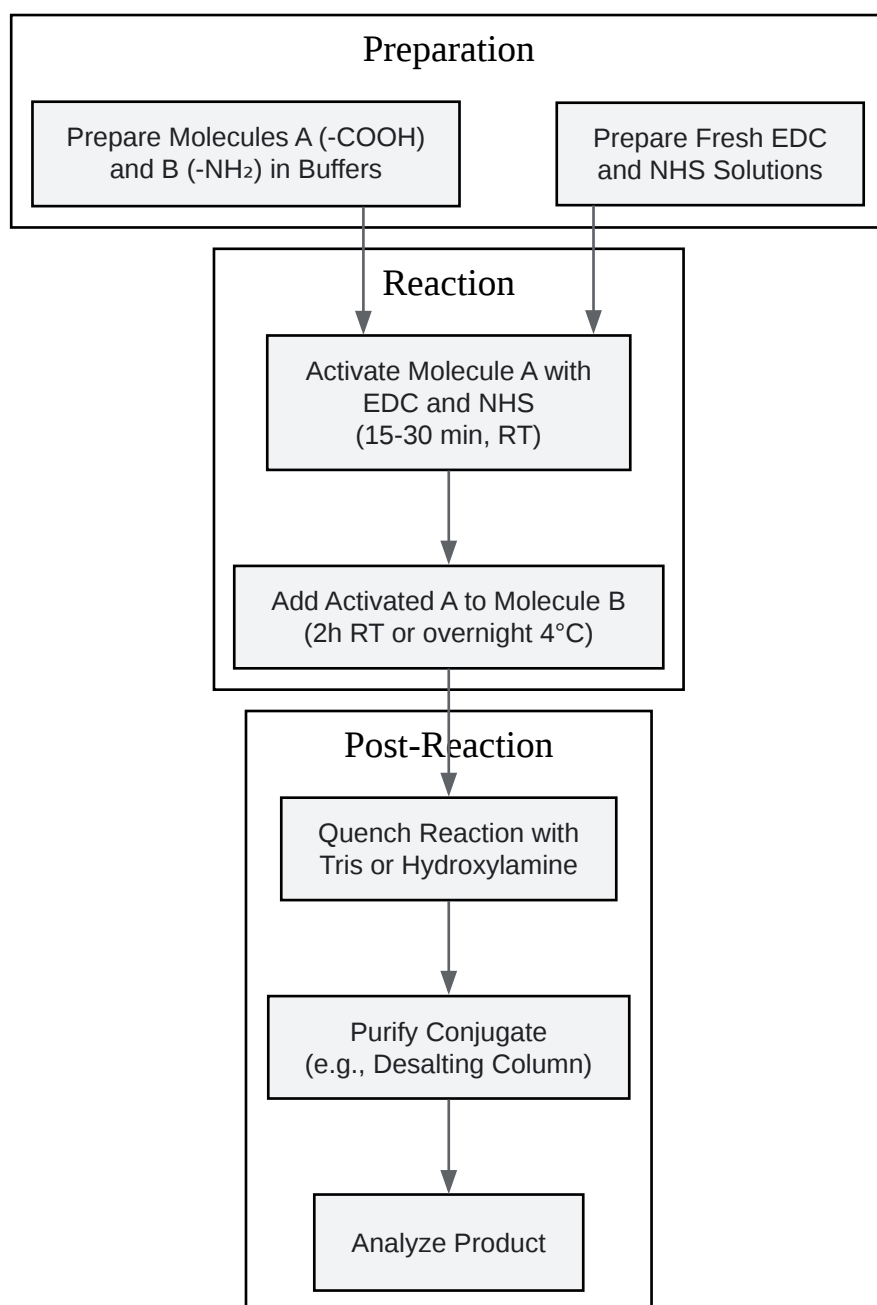 Preparation
Prepare Molecules A (-COOH)
and B (-NH₂) in Buffers
Prepare Fresh EDC
and NHS Solutions
Reaction
Activate Molecule A with
EDC and NHS
(15-30 min, RT)
Add Activated A to Molecule B
(2h RT or overnight 4°C)
Post-Reaction
Quench Reaction with
Tris or Hydroxylamine
Purify Conjugate
(e.g., Desalting Column)
Analyze Product